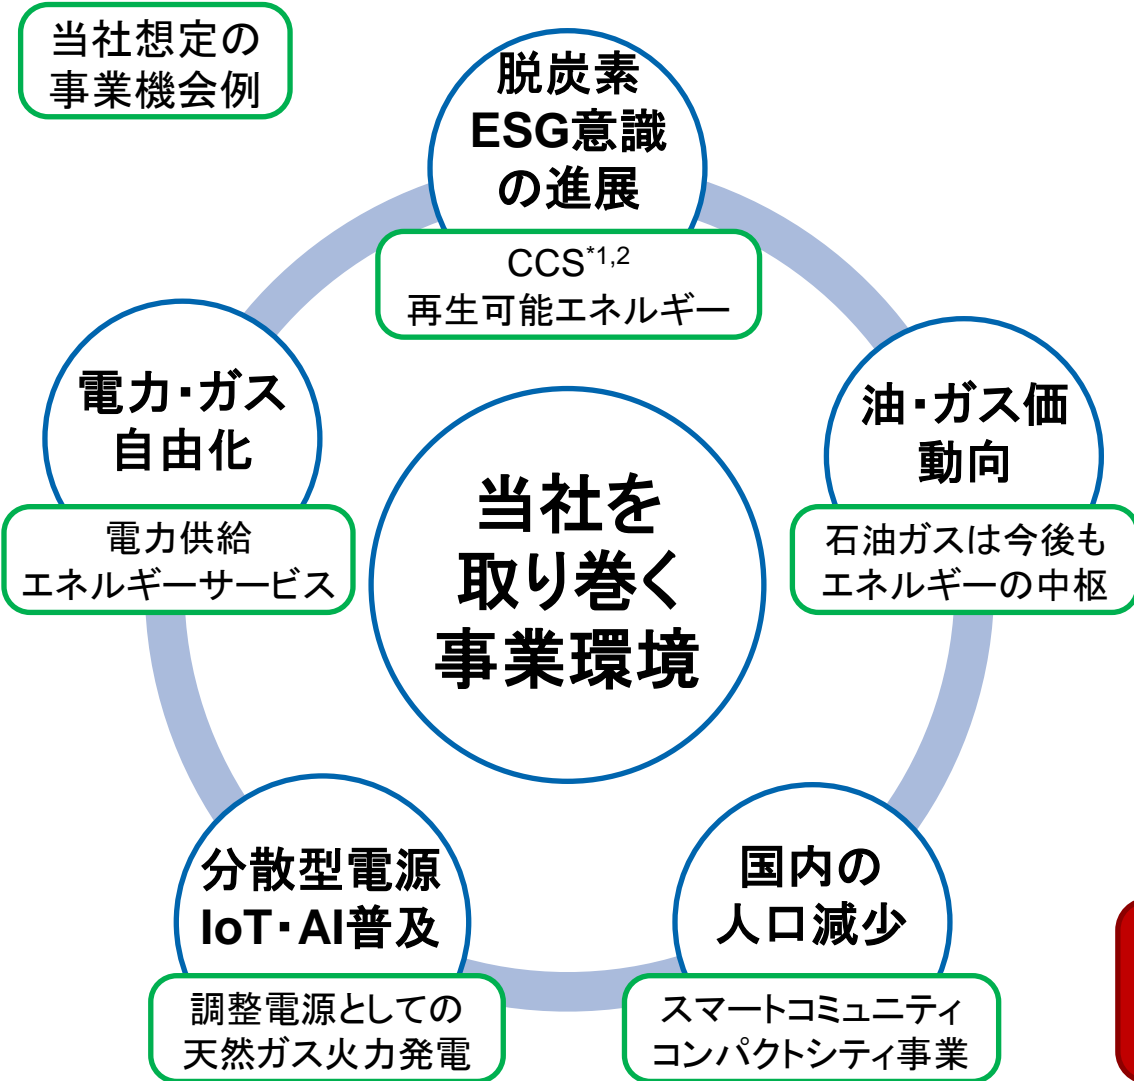 当社想定の
事業機会例
脱炭素
ESG意識
の進展
CCS*1,2
再生可能エネルギー
電力・ガス
自由化
電力供給
エネルギーサービス
油・ガス価
動向
石油ガスは今後も
エネルギーの中枢
当社を
取り巻く
事業環境
分散型電源
IoT・AI普及
調整電源としての
天然ガス火力発電
国内の
人口減少
スマートコミュニティ
コンパクトシティ事業